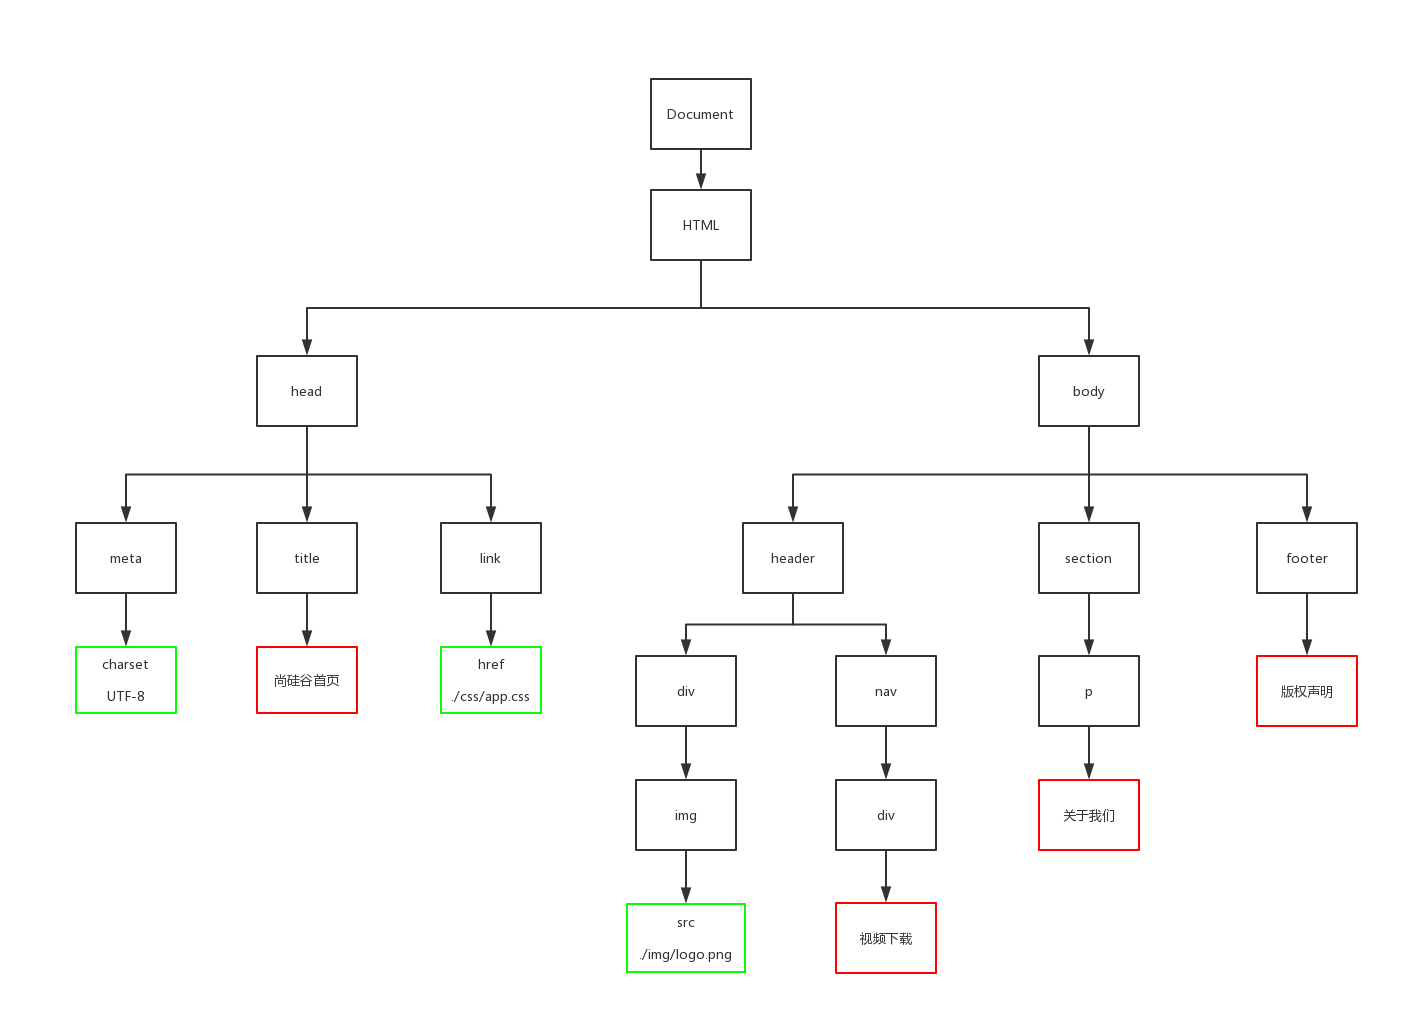 Document
HTML
head
body
meta
title
link
header
section
footer
charset
UTF-8
尚硅谷首页
href
./css/app.css
div
nav
p
版权声明
img
div
关于我们
src
./img/logo.png
视频下载